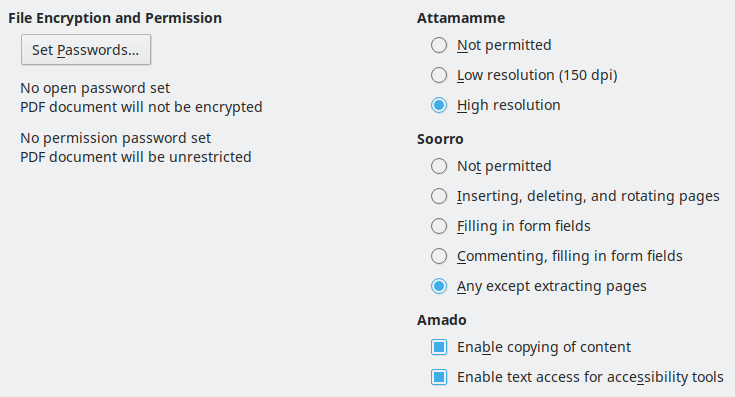 File Encryption and Permission
Set Passwords...
No open password set
PDF document will not be encrypted
No permission password set
PDF document will be unrestricted
Attamamme
Not permitted
Low resolution (150 dpi)
High resolution
Soorro
Not permitted
Inserting, deleting, and rotating pages
Filling in form fields
Commenting, filling in form fields
Any except extracting pages
Amado
Enable copying of content
Enable text access for accessibility tools